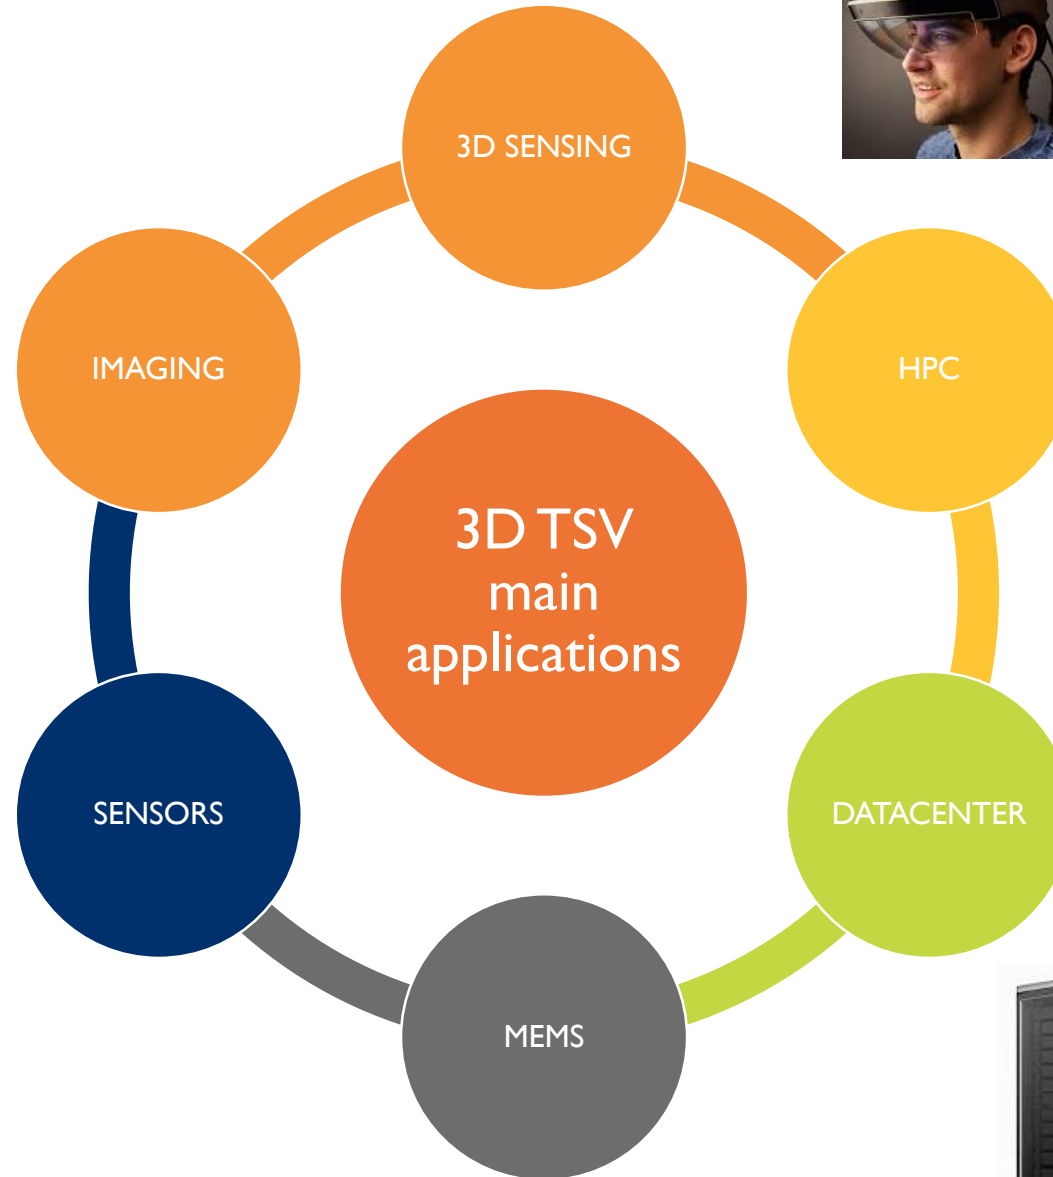 3D SENSING
IMAGING
HPC
3D TSV
main
applications
SENSORS
DATACENTER
MEMS